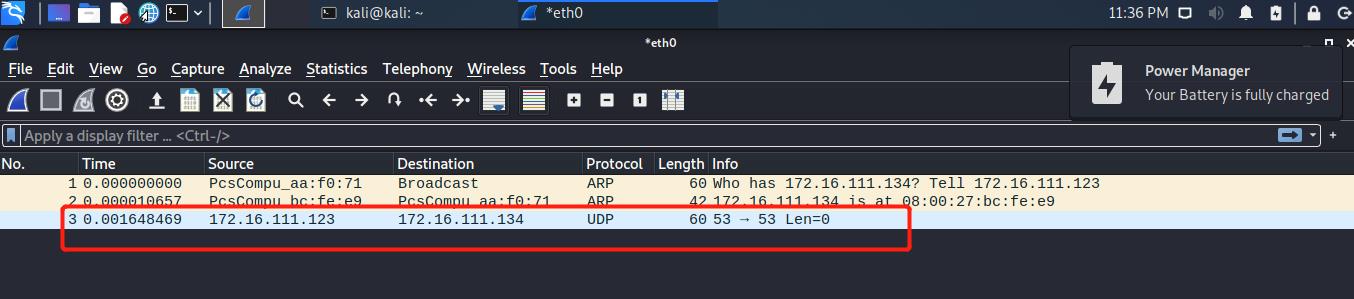 kali@kali: ~
*eth0
11:36 PM
*eth0
File Edit View Go Capture Analyze Statistics Telephony Wireless Tools Help
Power Manager
Your Battery is fully charged
Apply a display filter … <Ctrl-/>
No. Time Source Destination Protocol Length Info
1 0.000000000 PcsCompu_aa:f0:71 Broadcast ARP 60 Who has 172.16.111.134? Tell 172.16.111.123
2 0.000010657 PcsCompu_bc:fe:e9 PcsCompu_aa:f0:71 ARP 42 172.16.111.134 is at 08:00:27:bc:fe:e9
3 0.001648469 172.16.111.123 172.16.111.134 UDP 60 53 → 53 Len=0